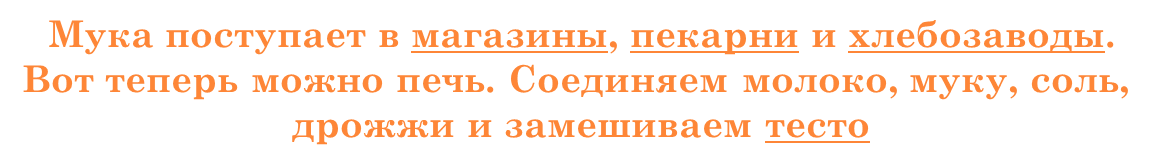 Мука поступает в магазины, пекарни и хлебозаводы.
Вот теперь можно печь. Соединяем молоко, муку, соль,
дрожжи и замешиваем тесто